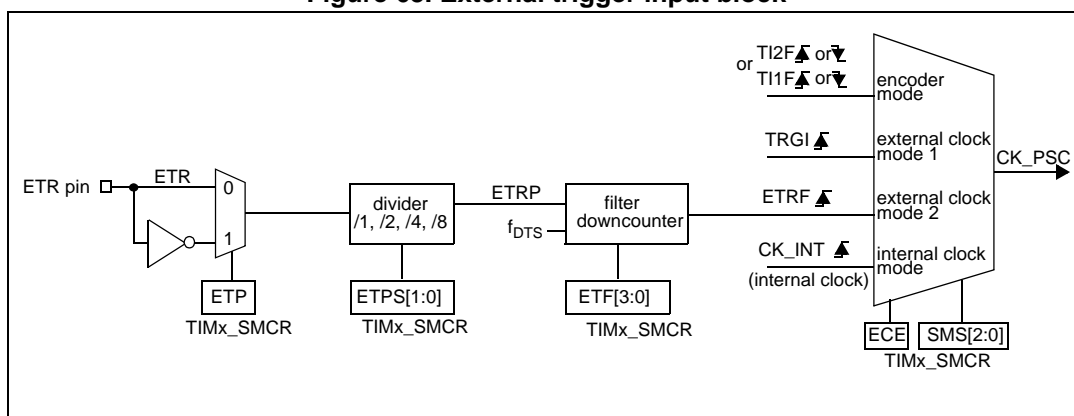 Figure 65. External trigger input block
or TI2F or
TI1F or
encoder
mode
TRGI
external clock
mode 1
CK_PSC
ETR pin
ETR
0
1
divider
/1, /2, /4, /8
ETRP
filter
downcounter
fDTS
ETRF
external clock
mode 2
CK_INT
(internal clock)
internal clock
mode
ETP
TIMx_SMCR
ETPS[1:0]
TIMx_SMCR
ETF[3:0]
TIMx_SMCR
ECE
SMS[2:0]
TIMx_SMCR